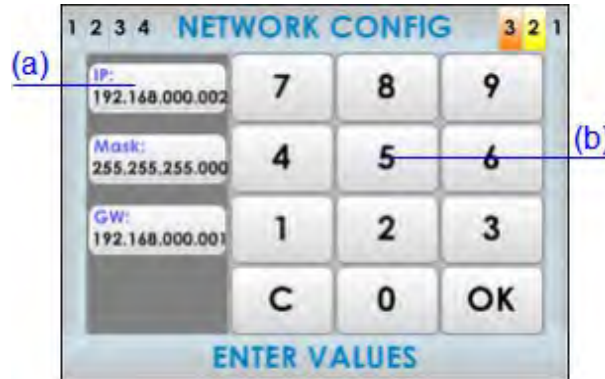 1 2 3 4 NETWORK CONFIG 3 2 1
(a)
IP:
192.168.000.002
7 8 9
Mask:
255.255.255.000
4 5 6
(b)
GW:
192.168.000.001
1 2 3
C 0 OK
ENTER VALUES